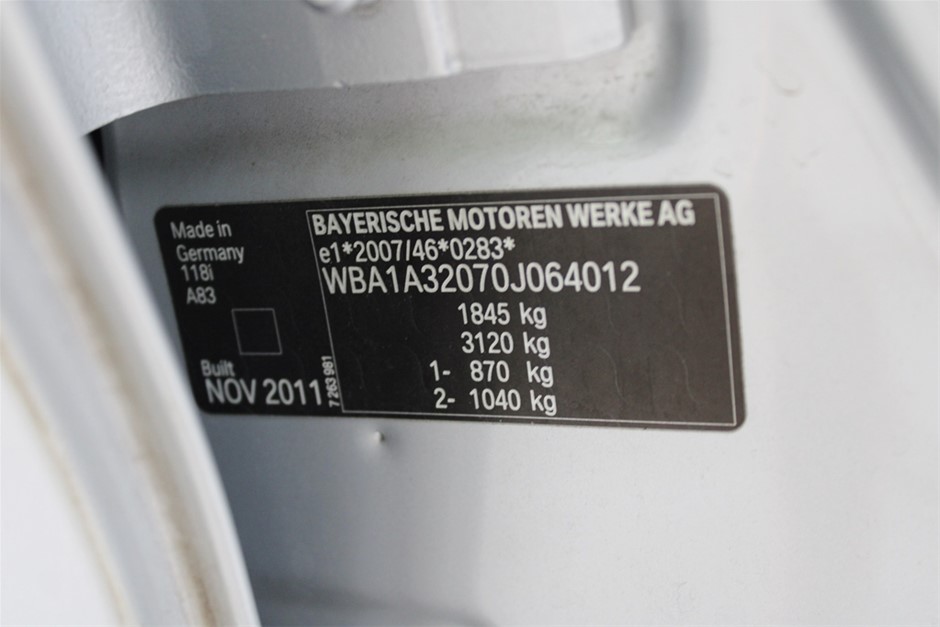 Made in
Germany
118i
A83
Built
NOV 2011
7 263 981
BAYERISCHE MOTOREN WERKE AG
e1*2007/46*0283*
WBA1A32070J064012
1845 kg
3120 kg
1- 870 kg
2- 1040 kg